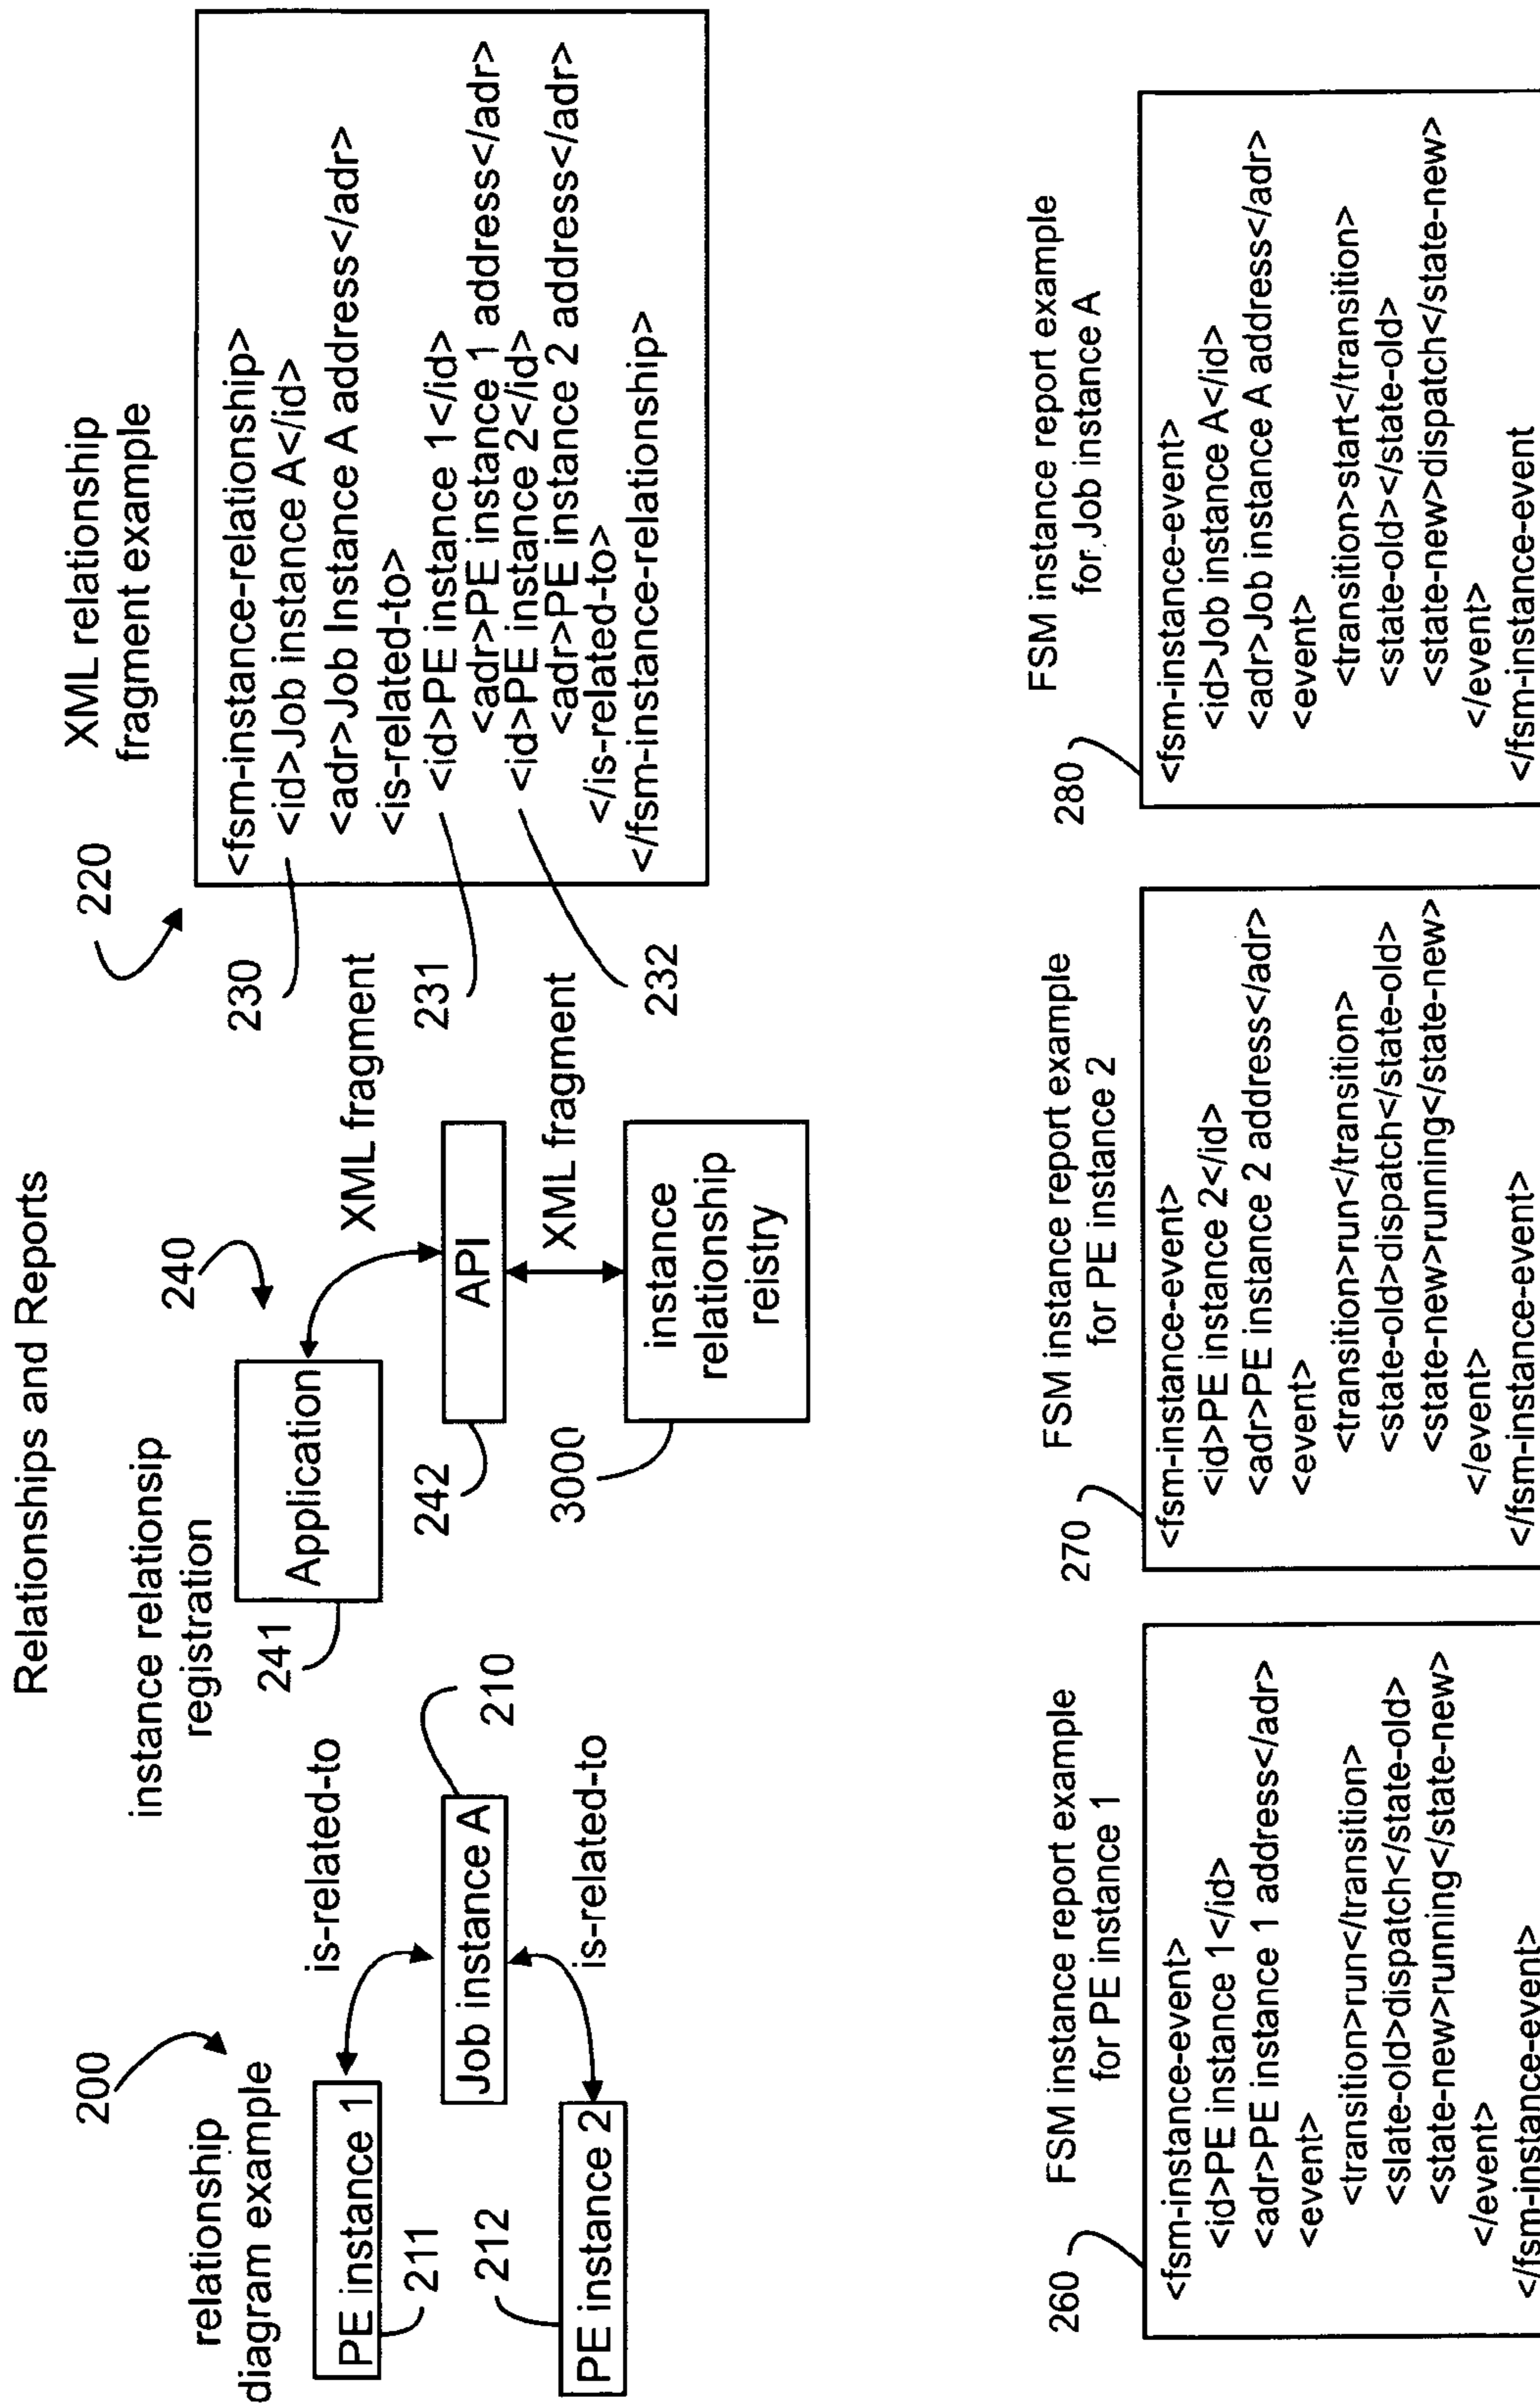 Relationships and Reports
200
relationship
diagram example
PE instance 1
211
212
PE instance 2
is-related-to
Job instance A
210
is-related-to
instance relationsip
registration
240
Application
241
XML fragment
API
242
XML fragment
3000
instance
relationship
reistry
220
XML relationship
fragment example
230
231
232
<fsm-instance-relationship>
<id>Job instance A</id>
<adr>Job Instance A address</adr>
<is-related-to>
<id>PE instance 1</id>
<adr>PE instance 1 address</adr>
<id>PE instance 2</id>
<adr>PE instance 2 address</adr>
</is-related-to>
</fsm-instance-relationship>
260
FSM instance report example
for PE instance 1
<fsm-instance-event>
<id>PE instance 1</id>
<adr>PE instance 1 address</adr>
<event>
<transition>run</transition>
<slate-old>dispatch</state-old>
<state-new>running</state-new>
</event>
</fsm-instance-event>
270
FSM instance report example
for PE instance 2
<fsm-instance-event>
<id>PE instance 2</id>
<adr>PE instance 2 address</adr>
<event>
<transition>run</transition>
<state-old>dispatch</state-old>
<state-new>running</state-new>
</event>
</fsm-instance-event>
280
FSM instance report example
for Job instance A
<fsm-instance-event>
<id>Job instance A</id>
<adr>Job instance A address</adr>
<event>
<transition>start</transition>
<state-old></state-old>
<state-new>dispatch</state-new>
</event>
</fsm-instance-event